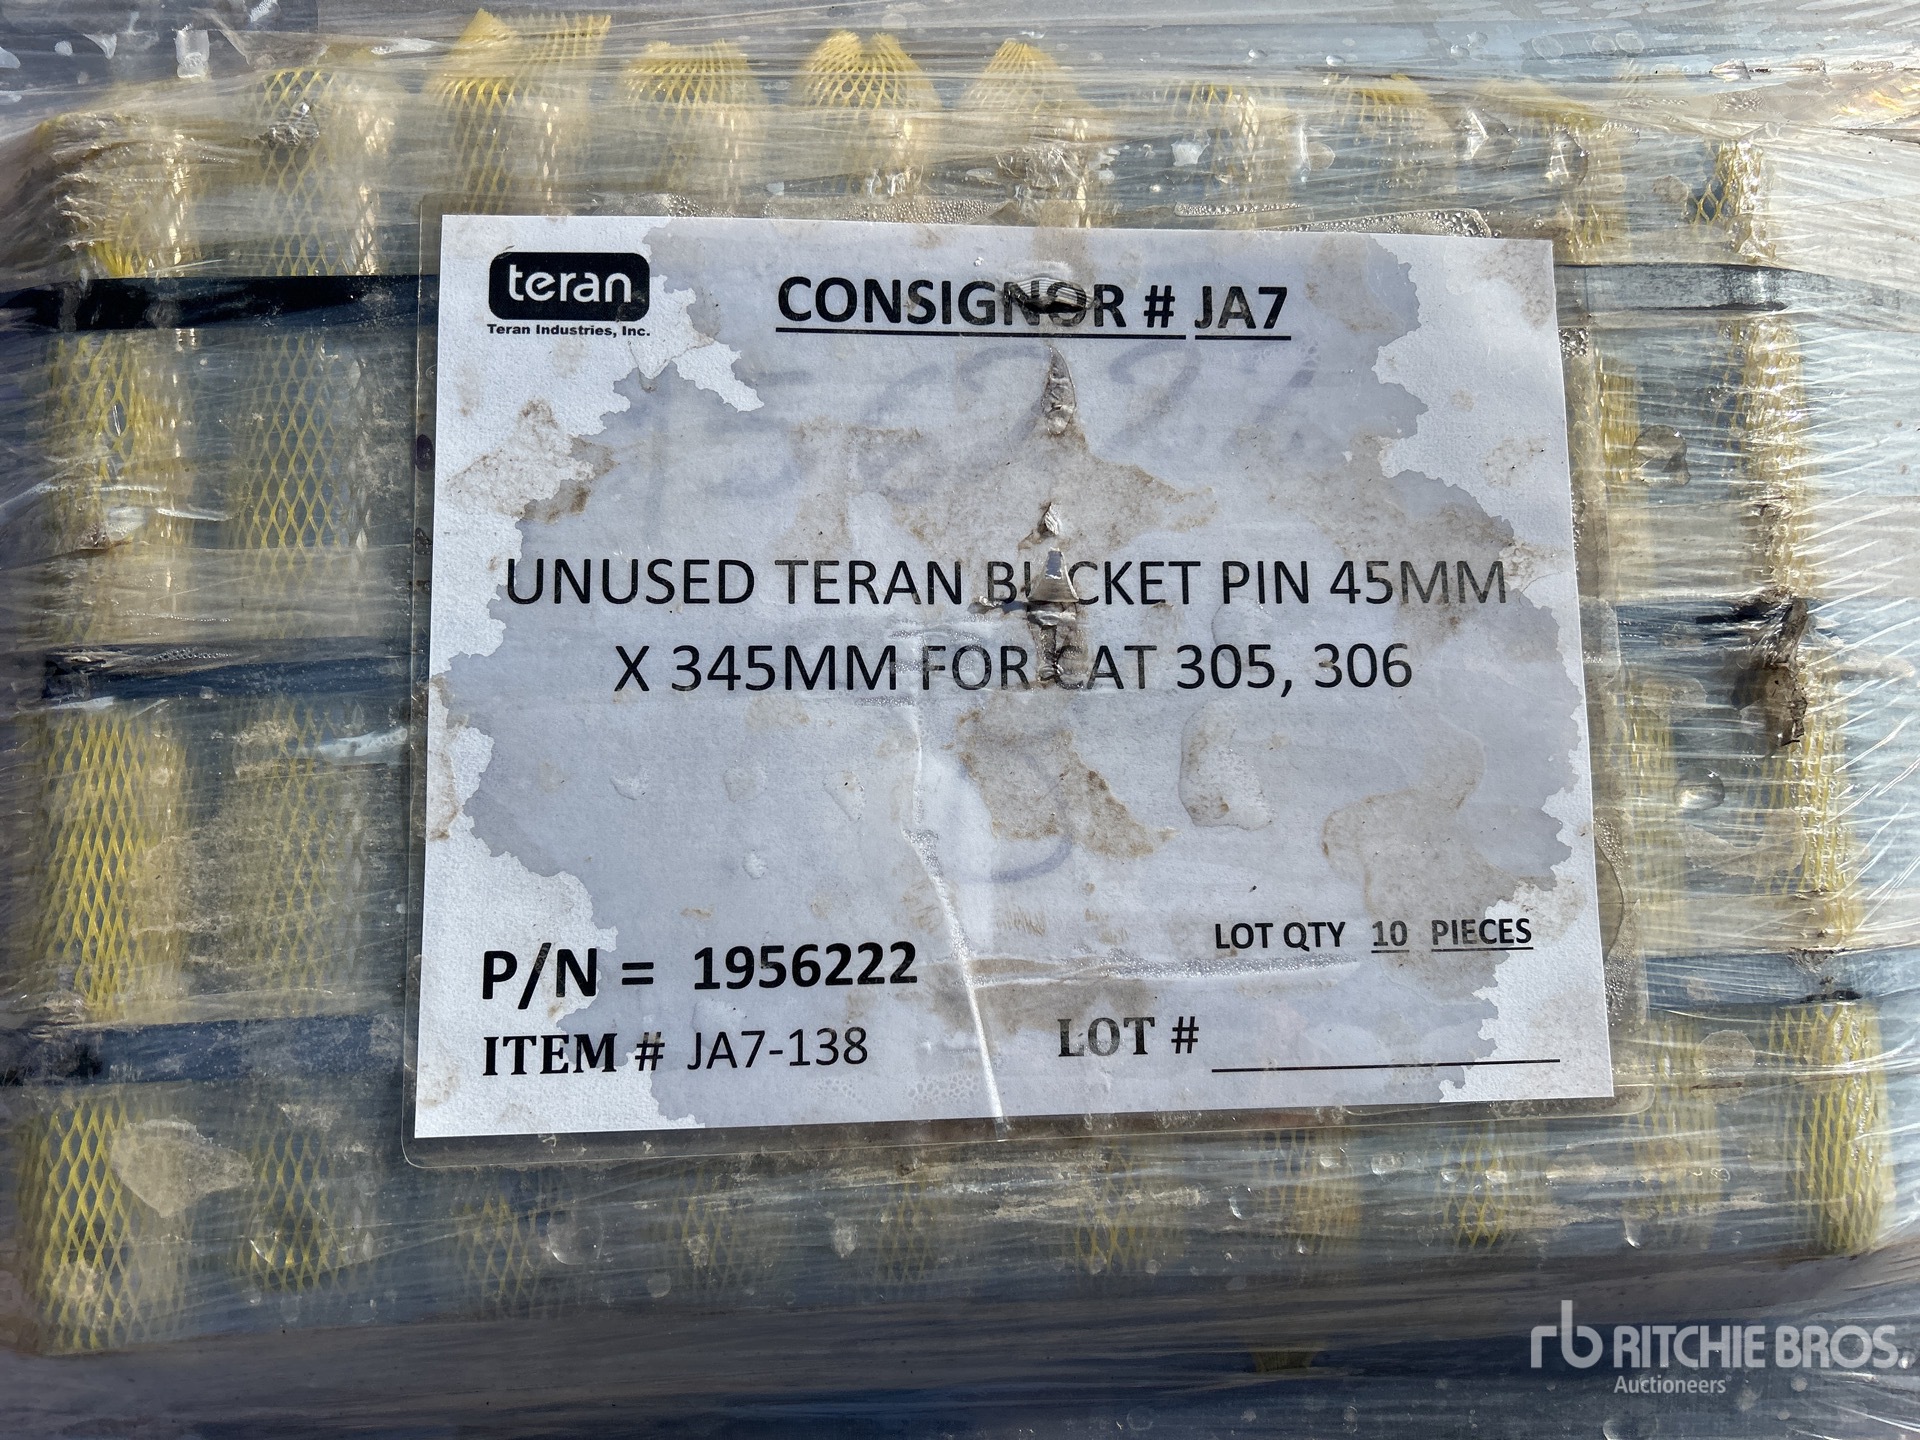 teran
Teran Industries, Inc.
CONSIGNOR # JA7
UNUSED TERAN BUCKET PIN 45MM
X 345MM FOR CAT 305, 306
LOT QTY 10 PIECES
P/N = 1956222
ITEM # JA7-138
LOT #
rb RITCHIE BROS.
Auctioneers